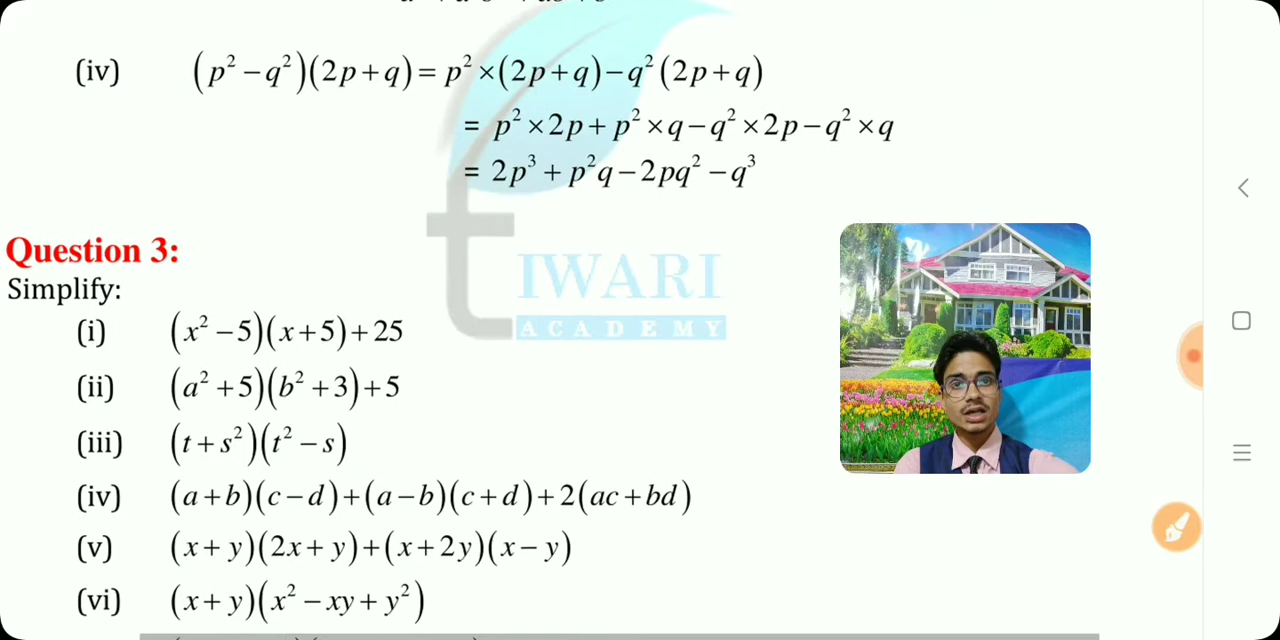 (iv) (p² − q²)(2p + q) = p² × (2p + q) − q² (2p + q)
= p² × 2p + p² × q − q² × 2p − q² × q
= 2p³ + p²q − 2pq² − q³
tIWARI
ACADEMY
Question 3:
Simplify:
(i) (x² − 5)(x + 5) + 25
(ii) (a² + 5)(b² + 3) + 5
(iii) (t + s²)(t² − s)
(iv) (a + b)(c − d) + (a − b)(c + d) + 2(ac + bd)
(v) (x + y)(2x + y) + (x + 2y)(x − y)
(vi) (x + y)(x² − xy + y²)